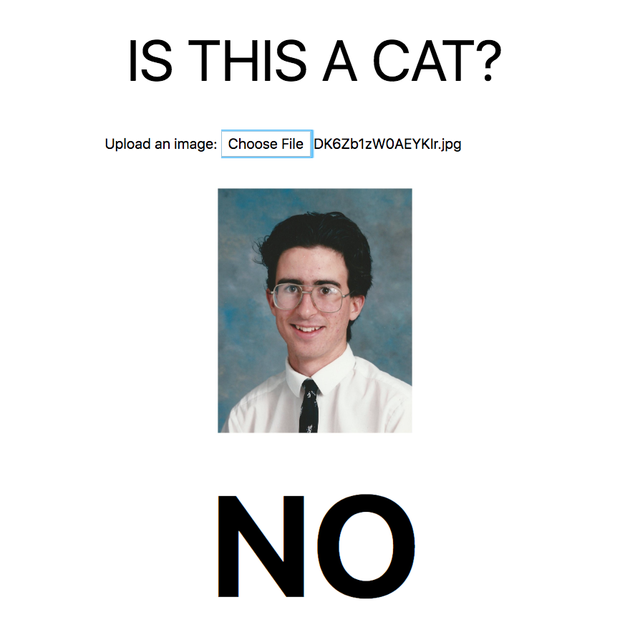 IS THIS A CAT?
Upload an image: Choose File DK6Zb1zW0AEYKlr.jpg
NO